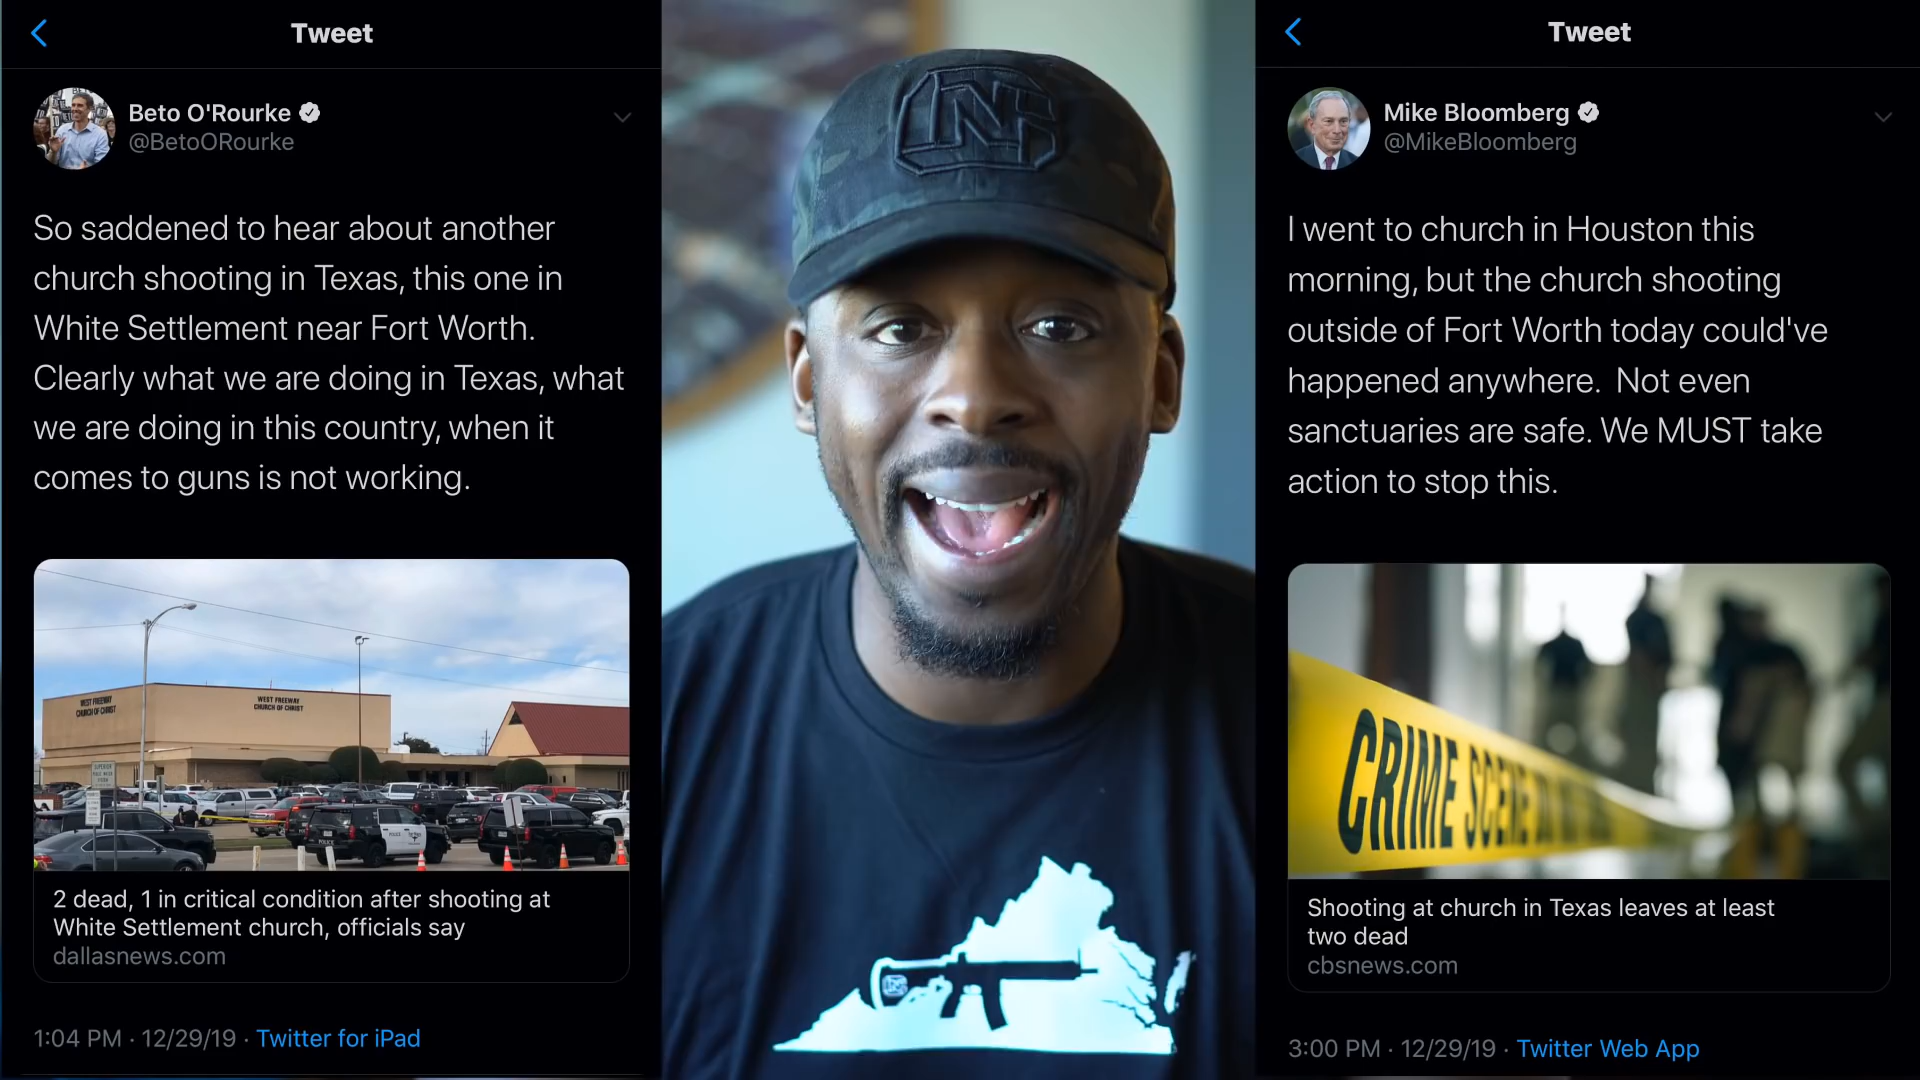 Tweet
Beto O'Rourke
@BetoORourke
So saddened to hear about another
church shooting in Texas, this one in
White Settlement near Fort Worth.
Clearly what we are doing in Texas, what
we are doing in this country, when it
comes to guns is not working.
WEST FREEWAY
CHURCH OF CHRIST
WEST FREEWAY
CHURCH OF CHRIST
POLICE
POLICE
2 dead, 1 in critical condition after shooting at
White Settlement church, officials say
dallasnews.com
1:04 PM · 12/29/19 · Twitter for iPad
Tweet
Mike Bloomberg
@MikeBloomberg
I went to church in Houston this
morning, but the church shooting
outside of Fort Worth today could've
happened anywhere.  Not even
sanctuaries are safe. We MUST take
action to stop this.
CRIME SCENE
Shooting at church in Texas leaves at least
two dead
cbsnews.com
3:00 PM · 12/29/19 · Twitter Web App